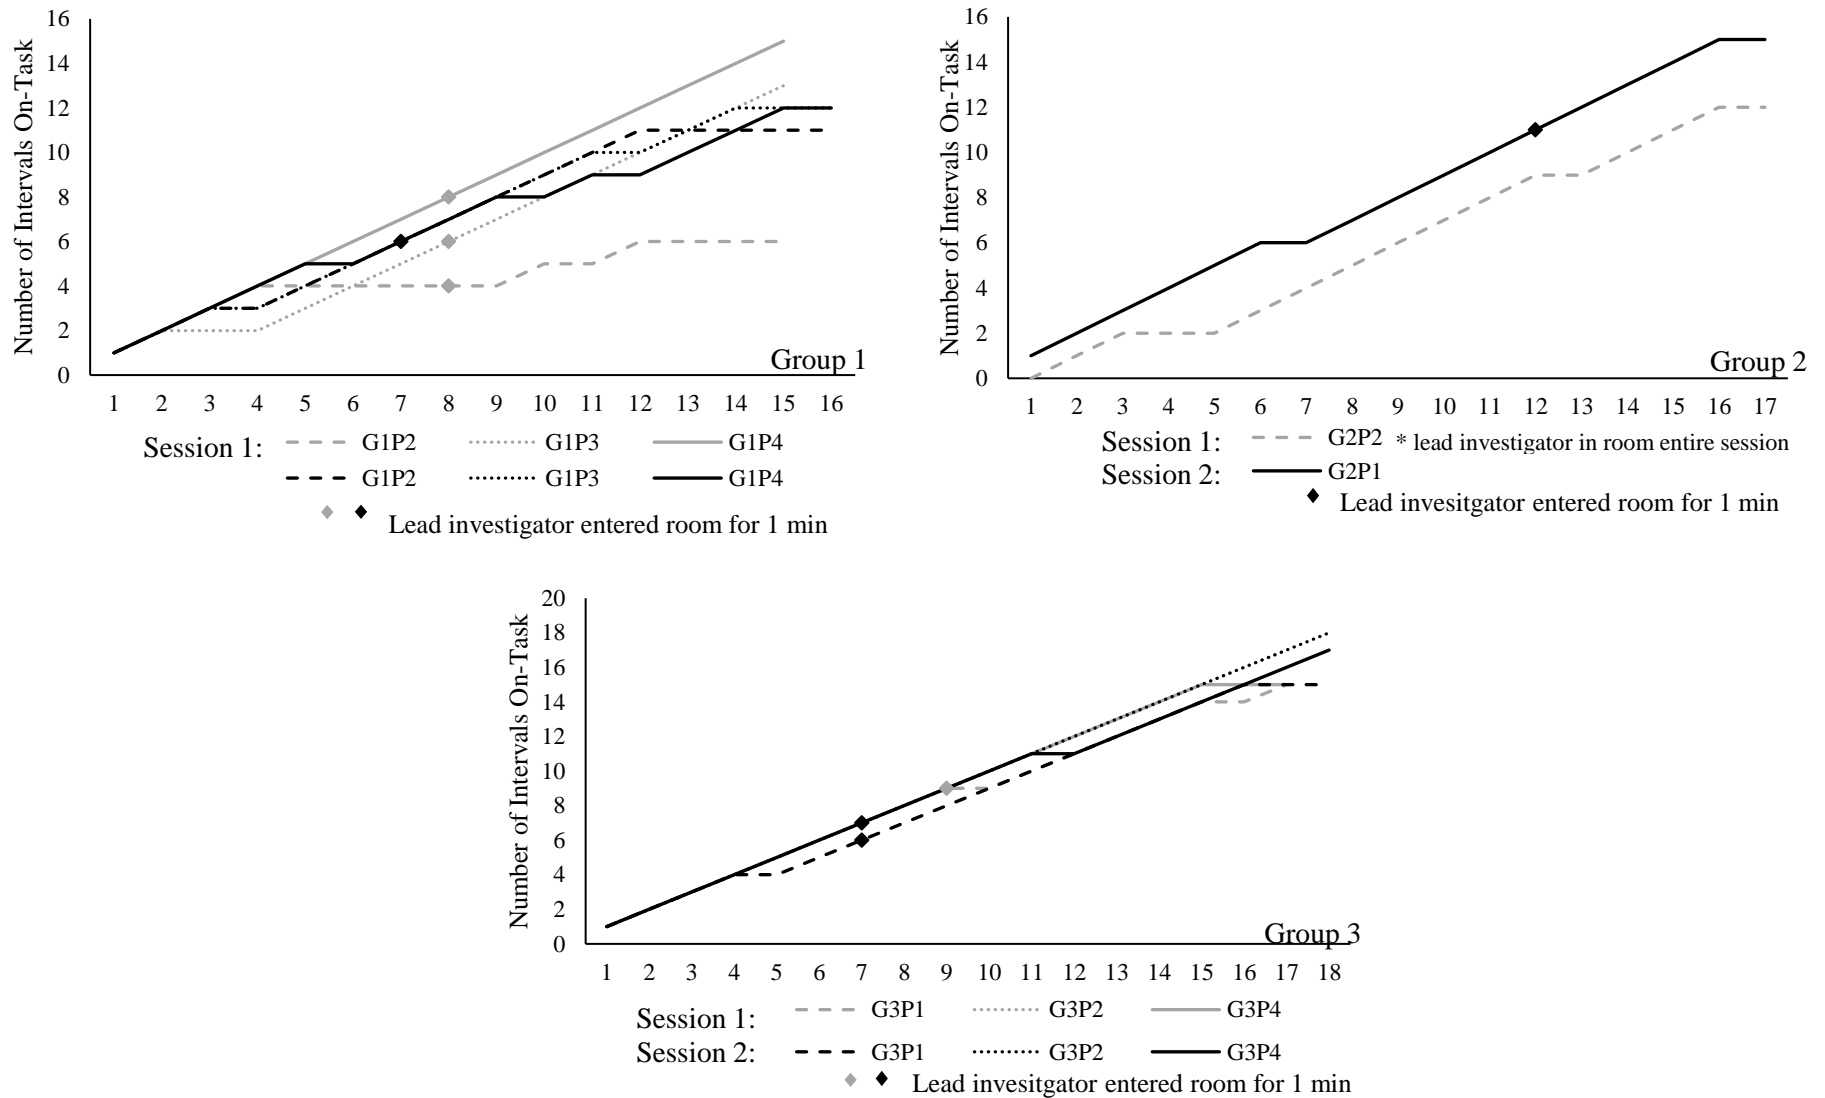 Number of Intervals On-Task
16
14
12
10
8
6
4
2
0
Group 1
1 2 3 4 5 6 7 8 9 10 11 12 13 14 15 16
Session 1: G1P2 G1P3 G1P4
G1P2 G1P3 G1P4
Lead investigator entered room for 1 min
Number of Intervals On-Task
16
14
12
10
8
6
4
2
0
Group 2
1 2 3 4 5 6 7 8 9 10 11 12 13 14 15 16 17
Session 1: G2P2 * lead investigator in room entire session
Session 2: G2P1
Lead invesitgator entered room for 1 min
Number of Intervals On-Task
20
18
16
14
12
10
8
6
4
2
0
Group 3
1 2 3 4 5 6 7 8 9 10 11 12 13 14 15 16 17 18
Session 1: G3P1 G3P2 G3P4
Session 2: G3P1 G3P2 G3P4
Lead invesitgator entered room for 1 min